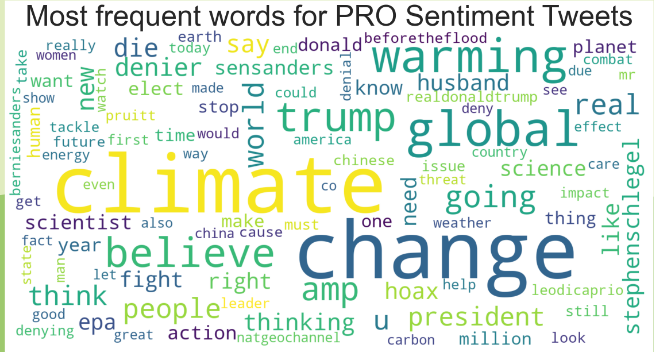 Most frequent words for PRO Sentiment Tweets
really
earth
die
say
donald
beforetheflood
women
today
end
warming
planet
take
want
new
denier
sensanders
denial
combat
due
mr
watch
elect
made
could
know
husband
see
real
show
berniesanders
pruitt
stop
world
realdonaldtrump
deny
human
tackle
future
first
time
would
trump
global
effect
america
energy
way
chinese
issue
country
science
care
climate
even
co
need
threat
going
impact
like
stephenschlegel
get
scientist
also
make
must
one
weather
thing
china
cause
change
fact
year
believe
state
man
let
fight
right
amp
hoax
help
leodicaprio
think
people
leader
president
still
good
epa
thinking
u
denying
great
action
natgeochannel
carbon
million
look